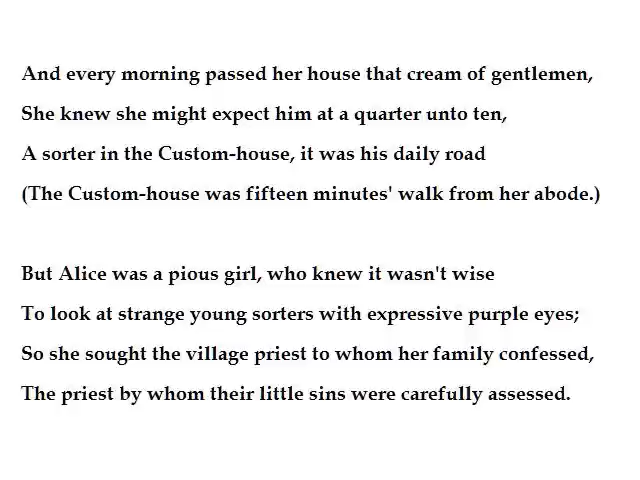 And every morning passed her house that cream of gentlemen,
She knew she might expect him at a quarter unto ten,
A sorter in the Custom-house, it was his daily road
(The Custom-house was fifteen minutes' walk from her abode.)
But Alice was a pious girl, who knew it wasn't wise
To look at strange young sorters with expressive purple eyes;
So she sought the village priest to whom her family confessed,
The priest by whom their little sins were carefully assessed.